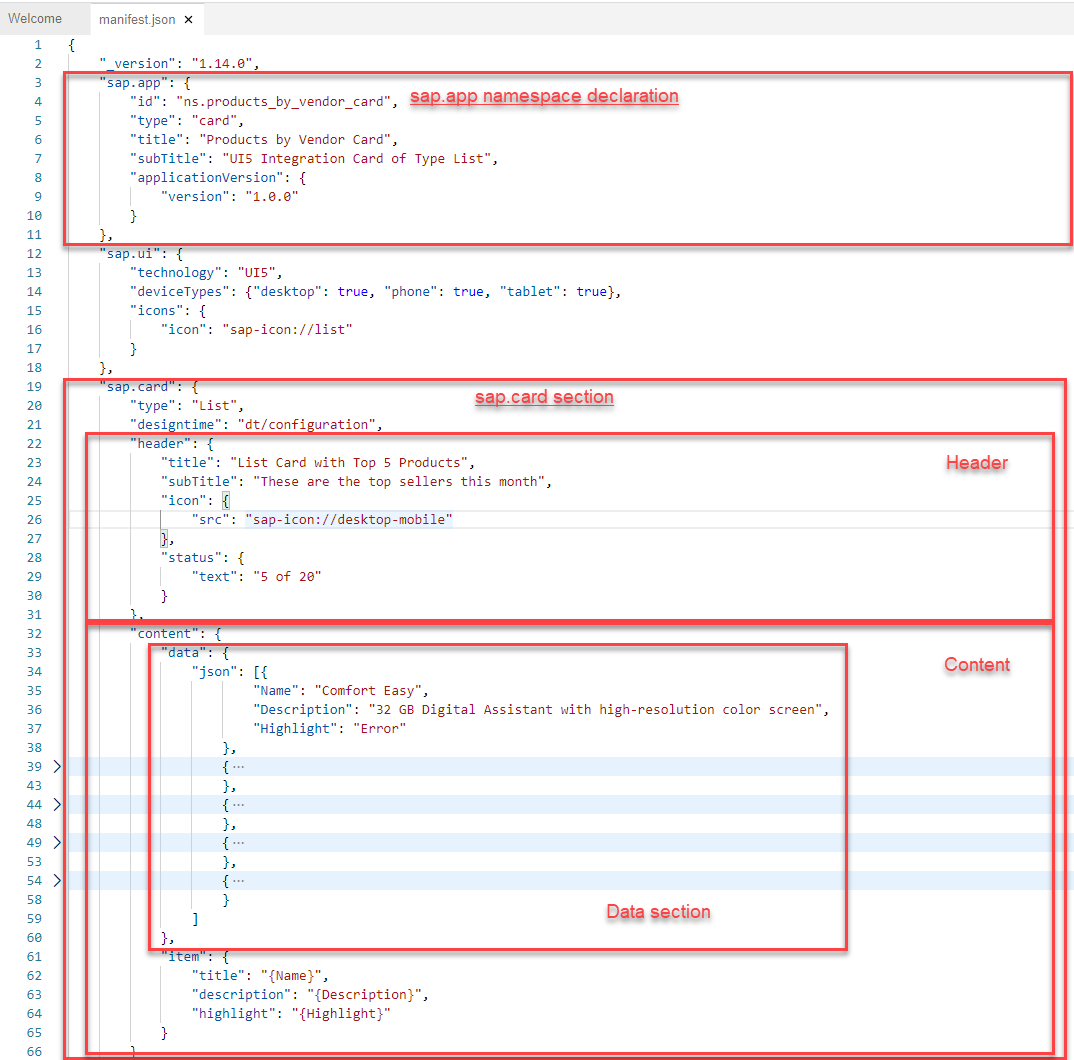 Welcome manifest.json ×
1 {
2 "_version": "1.14.0",
3 "sap.app": {
4 "id": "ns.products_by_vendor_card", sap.app namespace declaration
5 "type": "card",
6 "title": "Products by Vendor Card",
7 "subTitle": "UI5 Integration Card of Type List",
8 "applicationVersion": {
9 "version": "1.0.0"
10 }
11 },
12 "sap.ui": {
13 "technology": "UI5",
14 "deviceTypes": {"desktop": true, "phone": true, "tablet": true},
15 "icons": {
16 "icon": "sap-icon://list"
17 }
18 },
19 "sap.card": {
sap.card section
20 "type": "List",
21 "designtime": "dt/configuration",
22 "header": {
23 "title": "List Card with Top 5 Products", Header
24 "subTitle": "These are the top sellers this month",
25 "icon": {
26 "src": "sap-icon://desktop-mobile"
27 },
28 "status": {
29 "text": "5 of 20"
30 }
31 },
32 "content": {
33 "data": {
Content
34 "json": [{
35 "Name": "Comfort Easy",
36 "Description": "32 GB Digital Assistant with high-resolution color screen",
37 "Highlight": "Error"
38 },
39 > { ···
43 },
44 > { ···
48 },
49 > { ···
53 },
54 > { ···
58 }
59 ] Data section
60 },
61 "item": {
62 "title": "{Name}",
63 "description": "{Description}",
64 "highlight": "{Highlight}"
65 }
66 }